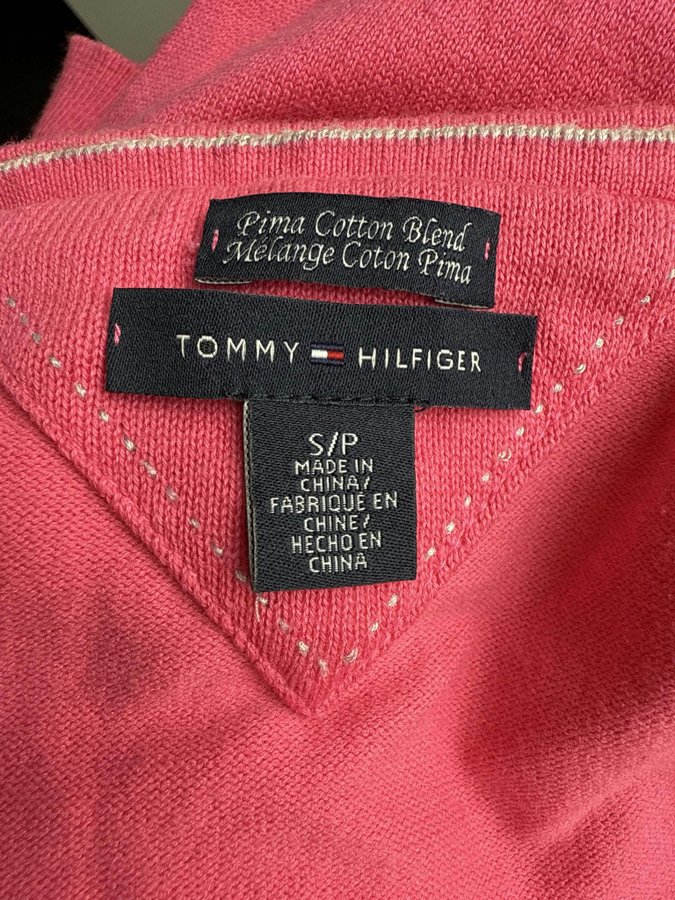 Pima Cotton Blend
Mélange Coton Pima
TOMMY HILFIGER
S/P
MADE IN
CHINA/
FABRIQUÉ EN
CHINE/
HECHO EN
CHINA